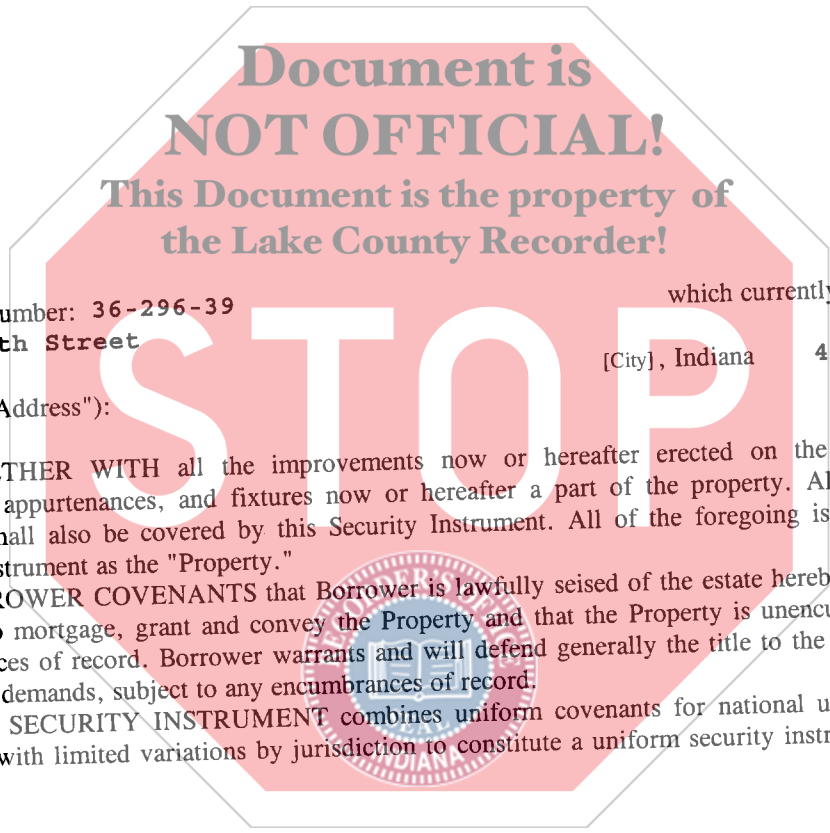 Document is
NOT OFFICIAL!
This Document is the property of
the Lake County Recorder!
STOP
which currently
umber: 36-296-39
th Street
[City], Indiana 4
Address"):
THER WITH all the improvements now or hereafter erected on the
appurtenances, and fixtures now or hereafter a part of the property. Al
hall also be covered by this Security Instrument. All of the foregoing is
strument as the "Property."
ROWER COVENANTS that Borrower is lawfully seised of the estate hereb
o mortgage, grant and convey the Property and that the Property is unencu
ces of record. Borrower warrants and will defend generally the title to the
demands, subject to any encumbrances of record.
SECURITY INSTRUMENT combines uniform covenants for national u
with limited variations by jurisdiction to constitute a uniform security instr
RECORDER'S OFFICE
INDIANA